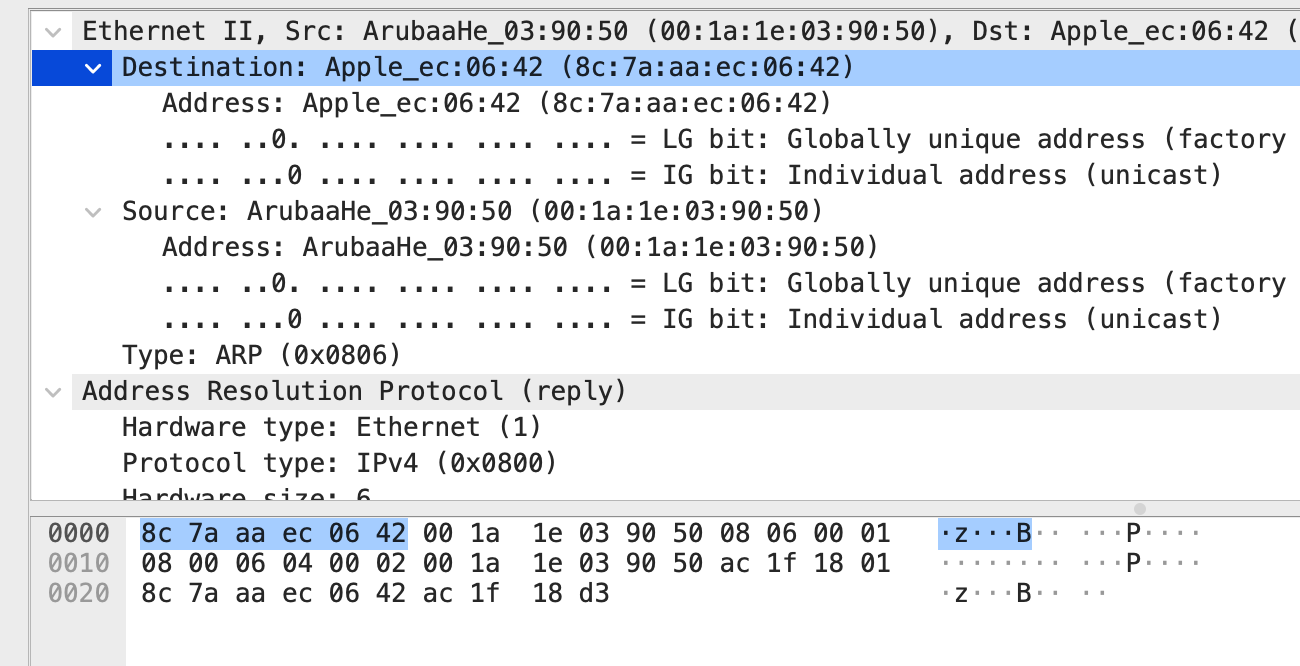 Ethernet II, Src: ArubaaHe_03:90:50 (00:1a:1e:03:90:50), Dst: Apple_ec:06:42 (
Destination: Apple_ec:06:42 (8c:7a:aa:ec:06:42)
Address: Apple_ec:06:42 (8c:7a:aa:ec:06:42)
.... ..0. .... .... .... .... = LG bit: Globally unique address (factory
.... ...0 .... .... .... .... = IG bit: Individual address (unicast)
Source: ArubaaHe_03:90:50 (00:1a:1e:03:90:50)
Address: ArubaaHe_03:90:50 (00:1a:1e:03:90:50)
.... ..0. .... .... .... .... = LG bit: Globally unique address (factory
.... ...0 .... .... .... .... = IG bit: Individual address (unicast)
Type: ARP (0x0806)
Address Resolution Protocol (reply)
Hardware type: Ethernet (1)
Protocol type: IPv4 (0x0800)
Hardware size: 6
0000 8c 7a aa ec 06 42 00 1a 1e 03 90 50 08 06 00 01 ·z···B·· ···P····
0010 08 00 06 04 00 02 00 1a 1e 03 90 50 ac 1f 18 01 ········ ···P····
0020 8c 7a aa ec 06 42 ac 1f 18 d3 ·z···B·· ··